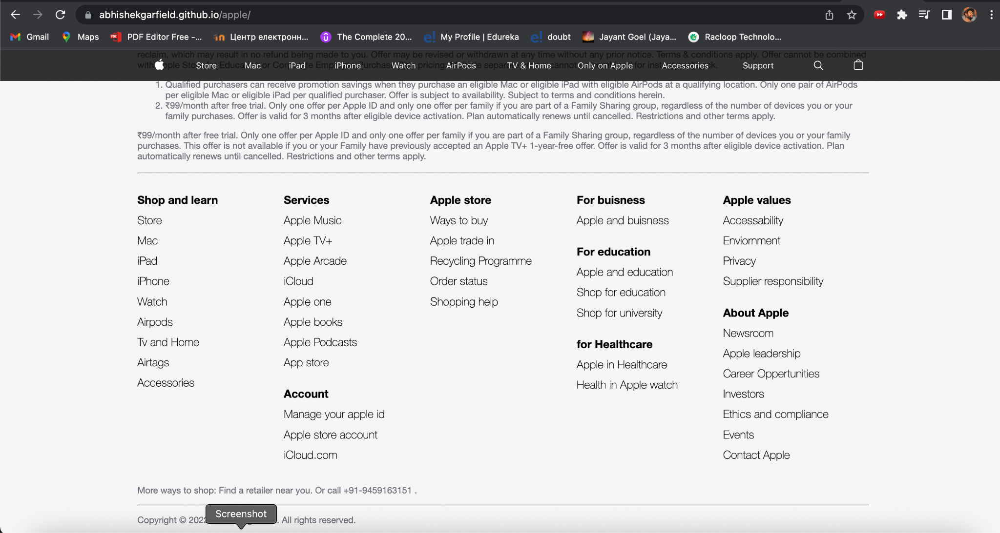 abhishekgarfield.github.io/apple/
Gmail Maps PDF Editor Free -... Центр електронн... The Complete 20... My Profile | Edureka doubt Jayant Goel (Jaya... Racloop Technolo...
reclaim, which may result in no refund being made to you. Offer may be revised or withdrawn at any time without any prior notice. Terms & conditions apply. Offer cannot be combined
Store Mac iPad iPhone Watch AirPods TV & Home Only on Apple Accessories Support
1. Qualified purchasers can receive promotion savings when they purchase an eligible Mac or eligible iPad with eligible AirPods at a qualifying location. Only one pair of AirPods
per eligible Mac or eligible iPad per qualified purchaser. Offer is subject to availability. Subject to terms and conditions herein.
2. ₹99/month after free trial. Only one offer per Apple ID and only one offer per family if you are part of a Family Sharing group, regardless of the number of devices you or your
family purchases. Offer is valid for 3 months after eligible device activation. Plan automatically renews until cancelled. Restrictions and other terms apply.
₹99/month after free trial. Only one offer per Apple ID and only one offer per family if you are part of a Family Sharing group, regardless of the number of devices you or your family
purchases. This offer is not available if you or your Family have previously accepted an Apple TV+ 1-year-free offer. Offer is valid for 3 months after eligible device activation. Plan
automatically renews until cancelled. Restrictions and other terms apply.
Shop and learn
Store
Mac
iPad
iPhone
Watch
Airpods
Tv and Home
Airtags
Accessories
Services
Apple Music
Apple TV+
Apple Arcade
iCloud
Apple one
Apple books
Apple Podcasts
App store
Account
Manage your apple id
Apple store account
iCloud.com
Apple store
Ways to buy
Apple trade in
Recycling Programme
Order status
Shopping help
For buisness
Apple and buisness
For education
Apple and education
Shop for education
Shop for university
for Healthcare
Apple in Healthcare
Health in Apple watch
Apple values
Accessability
Enviornment
Privacy
Supplier responsibility
About Apple
Newsroom
Apple leadership
Career Oppertunities
Investors
Ethics and compliance
Events
Contact Apple
More ways to shop: Find a retailer near you. Or call +91-9459163151 .
Screenshot
Copyright © 2022 . All rights reserved.